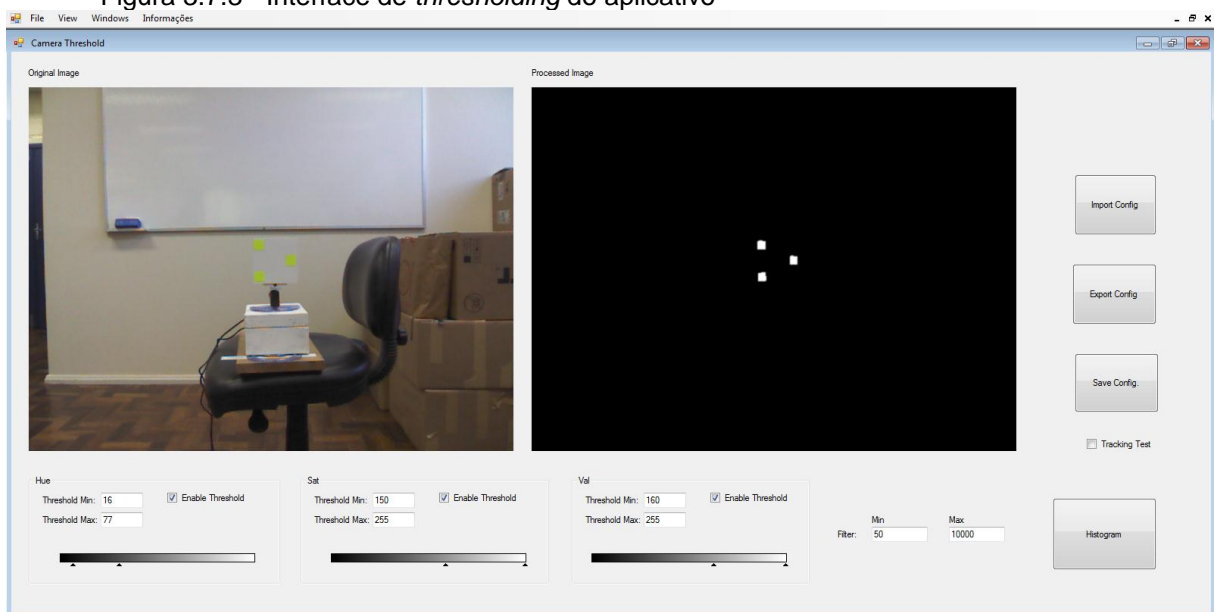 Figura 3.7.3 - Interface de thresholding do aplicativo
File View Windows Informações
Camera Threshold
Original Image
Processed Image
Import Config
Export Config
Save Config.
Tracking Test
Hue
Threshold Min: 16
Enable Threshold
Threshold Max: 77
Sat
Threshold Min: 150
Enable Threshold
Threshold Max: 255
Val
Threshold Min: 160
Enable Threshold
Threshold Max: 255
Min Max
Filter: 50 10000
Histogram